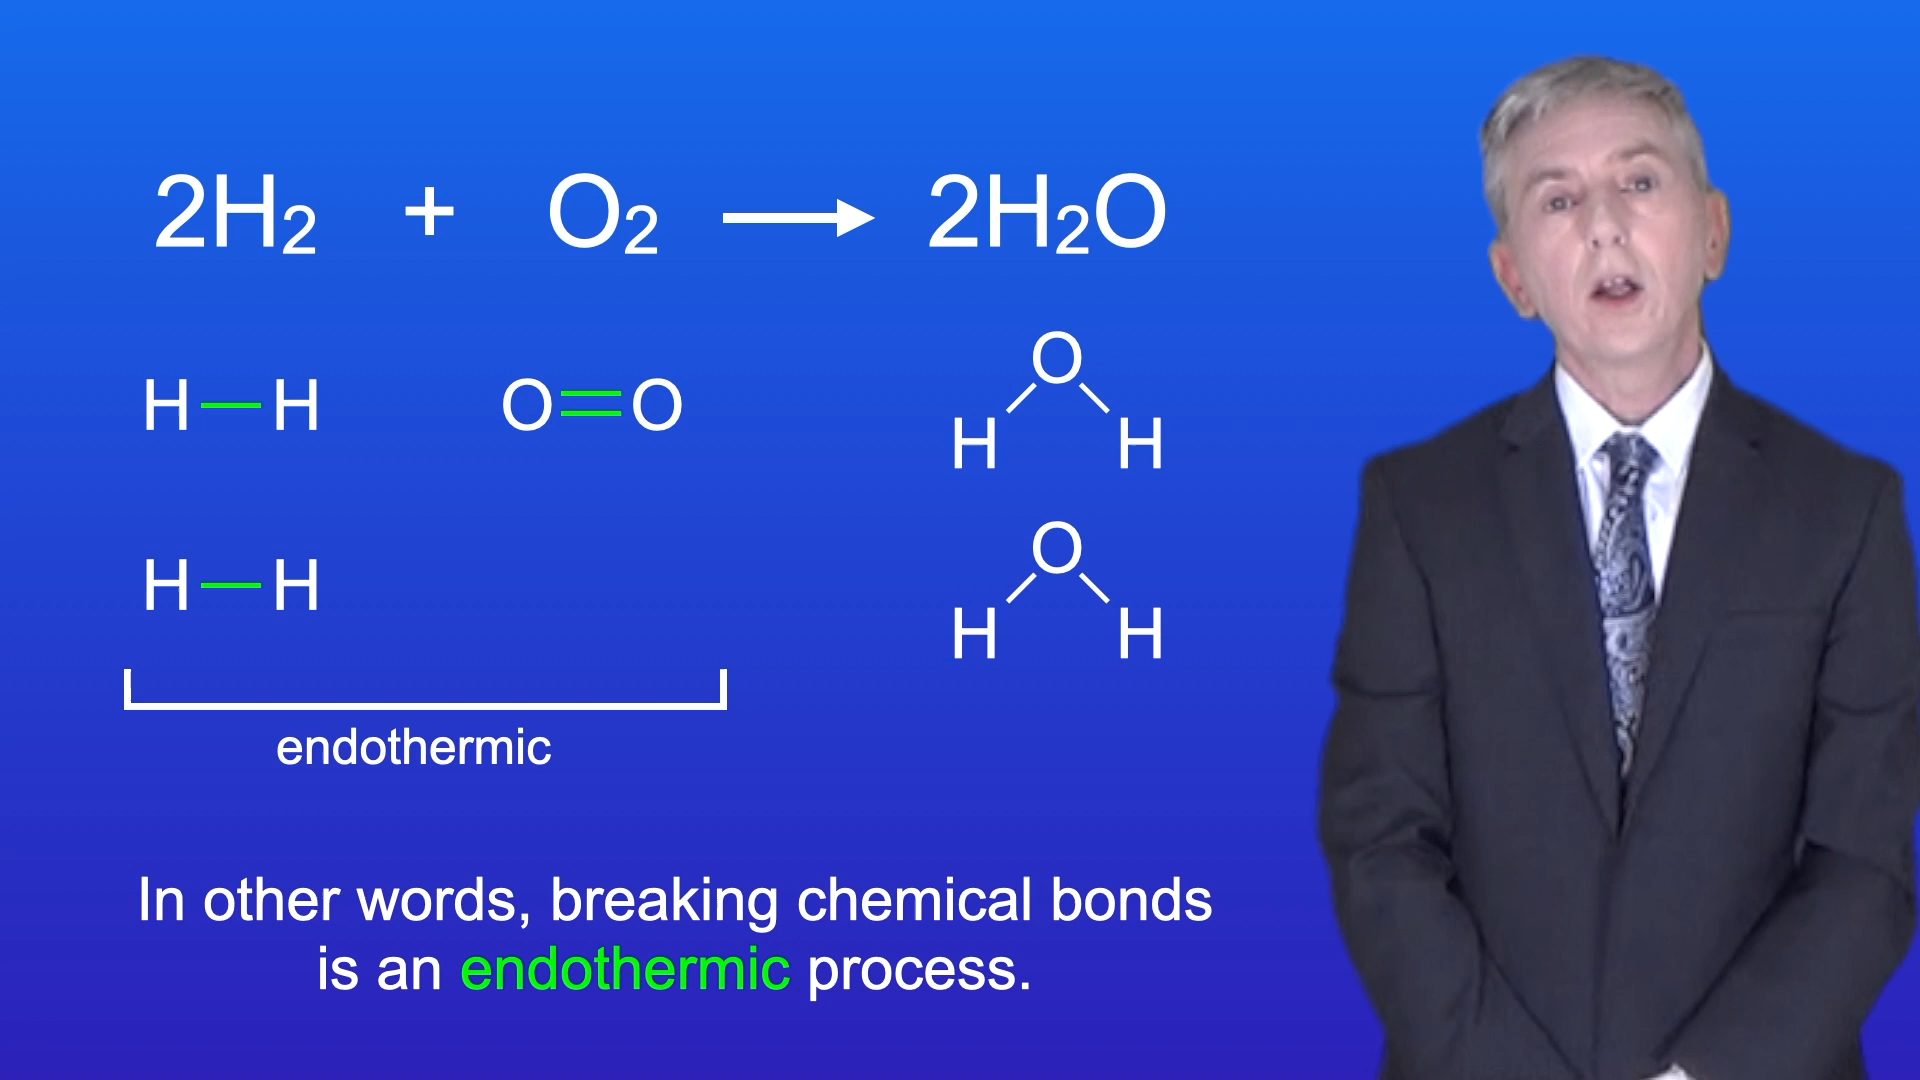 2H₂ + O₂ → 2H₂O
H—H O=O O
H H
H—H O
H H
endothermic
In other words, breaking chemical bonds
is an endothermic process.